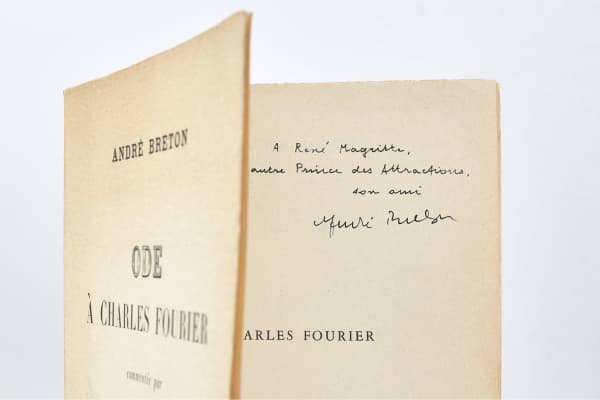 ANDRÉ BRETON
ODE
À CHARLES FOURIER
commentée par
A René Magritte,
autre Prince des Attractions,
son ami
André Breton
ARLES FOURIER